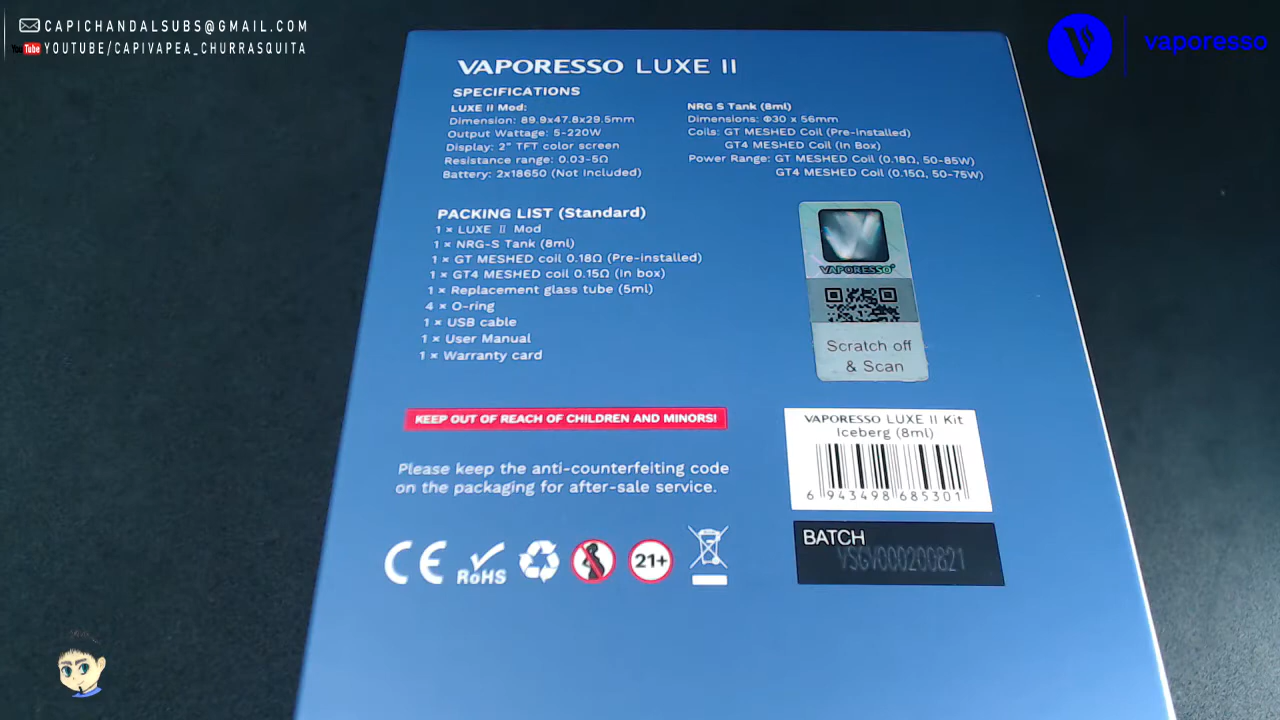 CAPICHANDALSUBS@GMAIL.COM
YouTube YOUTUBE/CAPIVAPEA_CHURRASQUITA
vaporesso
VAPORESSO LUXE II
SPECIFICATIONS
LUXE II Mod:
Dimension: 89.9x47.8x29.5mm
Output Wattage: 5-220W
Display: 2" TFT color screen
Resistance range: 0.03-5Ω
Battery: 2x18650 (Not Included)
NRG S Tank (8ml)
Dimensions: Φ30 x 56mm
Coils: GT MESHED Coil (Pre-installed)
GT4 MESHED Coil (In Box)
Power Range: GT MESHED Coil (0.18Ω, 50-85W)
GT4 MESHED Coil (0.15Ω, 50-75W)
PACKING LIST (Standard)
1 × LUXE Ⅱ Mod
1 × NRG-S Tank (8ml)
1 × GT MESHED coil 0.18Ω (Pre-installed)
1 × GT4 MESHED coil 0.15Ω (In box)
1 × Replacement glass tube (5ml)
4 × O-ring
1 × USB cable
1 × User Manual
1 × Warranty card
VAPORESSO
Scratch off
& Scan
KEEP OUT OF REACH OF CHILDREN AND MINORS!
Please keep the anti-counterfeiting code
on the packaging for after-sale service.
VAPORESSO LUXE II Kit
Iceberg (8ml)
6 943498 685301
BATCH
VSGV000200821
CE
RoHS
21+